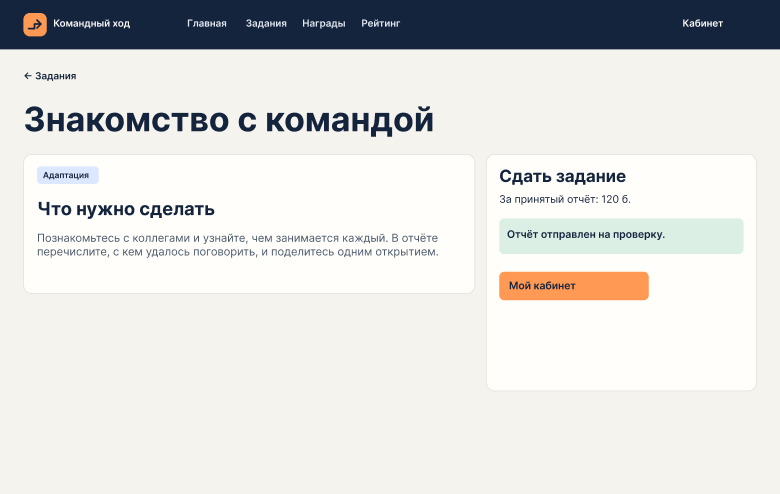 Командный ход
Главная
Задания
Награды
Рейтинг
Кабинет
← Задания
Знакомство с командой
Адаптация
Что нужно сделать
Познакомьтесь с коллегами и узнайте, чем занимается каждый. В отчёте
перечислите, с кем удалось поговорить, и поделитесь одним открытием.
Сдать задание
За принятый отчёт: 120 б.
Отчёт отправлен на проверку.
Мой кабинет